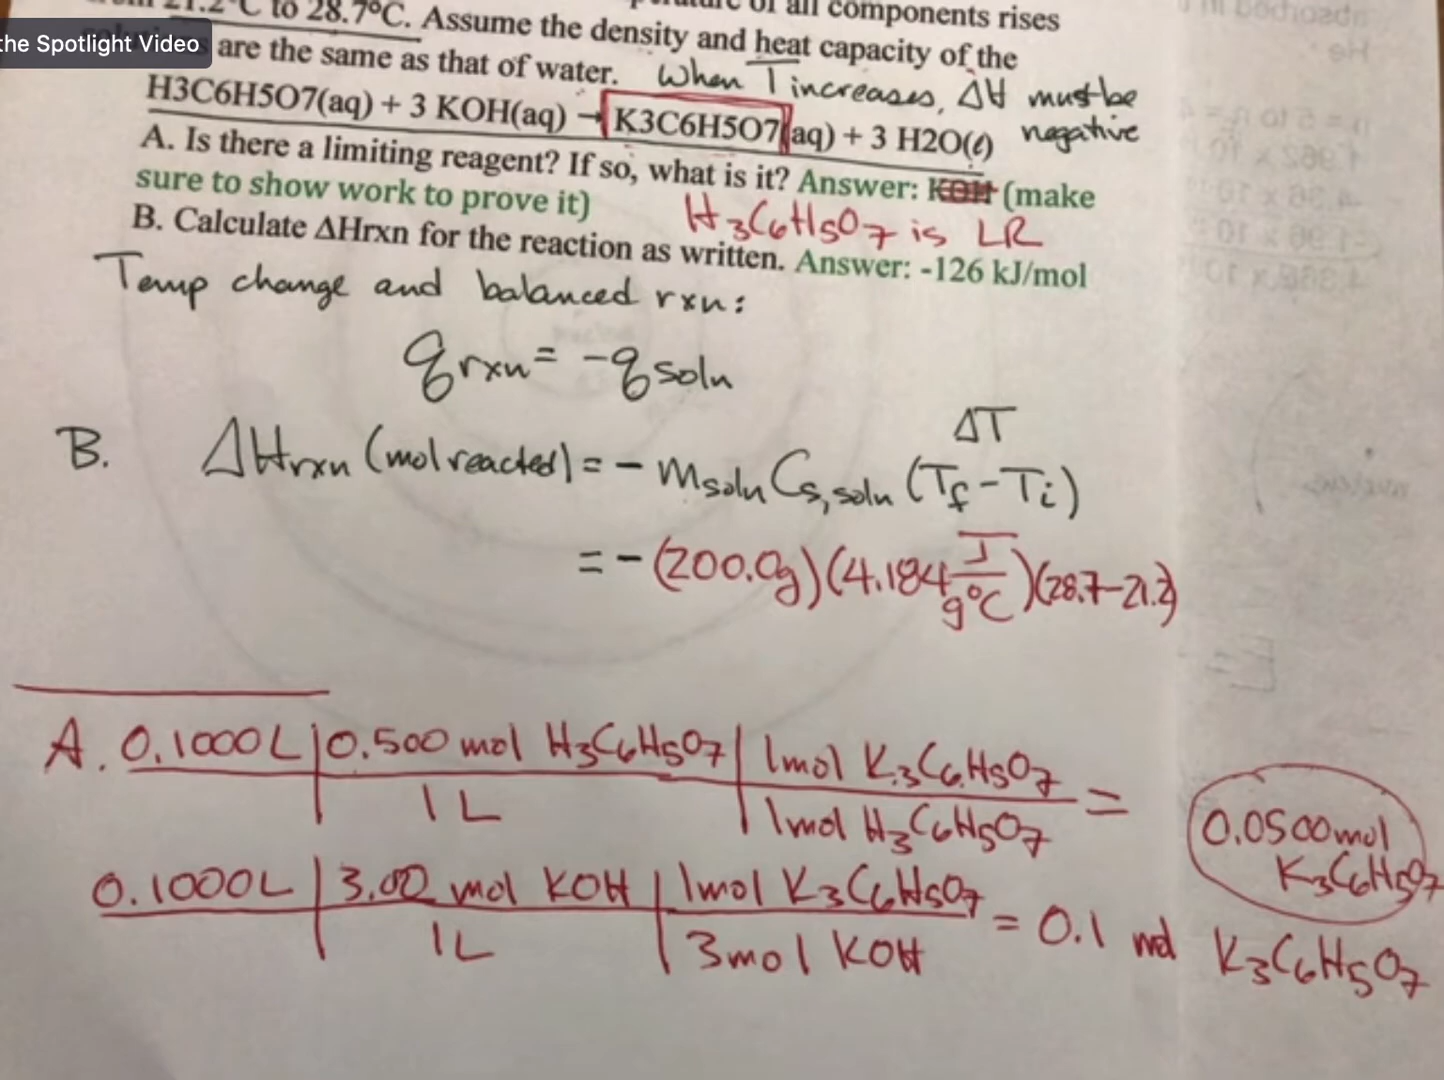 21.2°C to 28.7°C. Assume the density and heat capacity of the
of all components rises
the Spotlight Video
are the same as that of water. When T increases, ΔH must be
negative
H3C6H5O7(aq) + 3 KOH(aq) → K3C6H5O7(aq) + 3 H2O(ℓ)
A. Is there a limiting reagent? If so, what is it? Answer: KOH (make
sure to show work to prove it)
H3C6H5O7 is LR
B. Calculate ΔHrxn for the reaction as written. Answer: -126 kJ/mol
Temp change and balanced rxn:
qrxn = -qsoln
ΔT
B. ΔHrxn (mol reacted) = - msoln Cs,soln (Tf - Ti)
= - (200.0g)(4.184 J/g°C)(28.7-21.2)
A. 0.1000L | 0.500 mol H3C6H5O7 | 1mol K3C6H5O7 =
1 L | 1mol H3C6H5O7
0.0500mol
K3C6H5O7
0.1000L | 3.00 mol KOH | 1mol K3C6H5O7 = 0.1 mol K3C6H5O7
1L | 3mol KOH